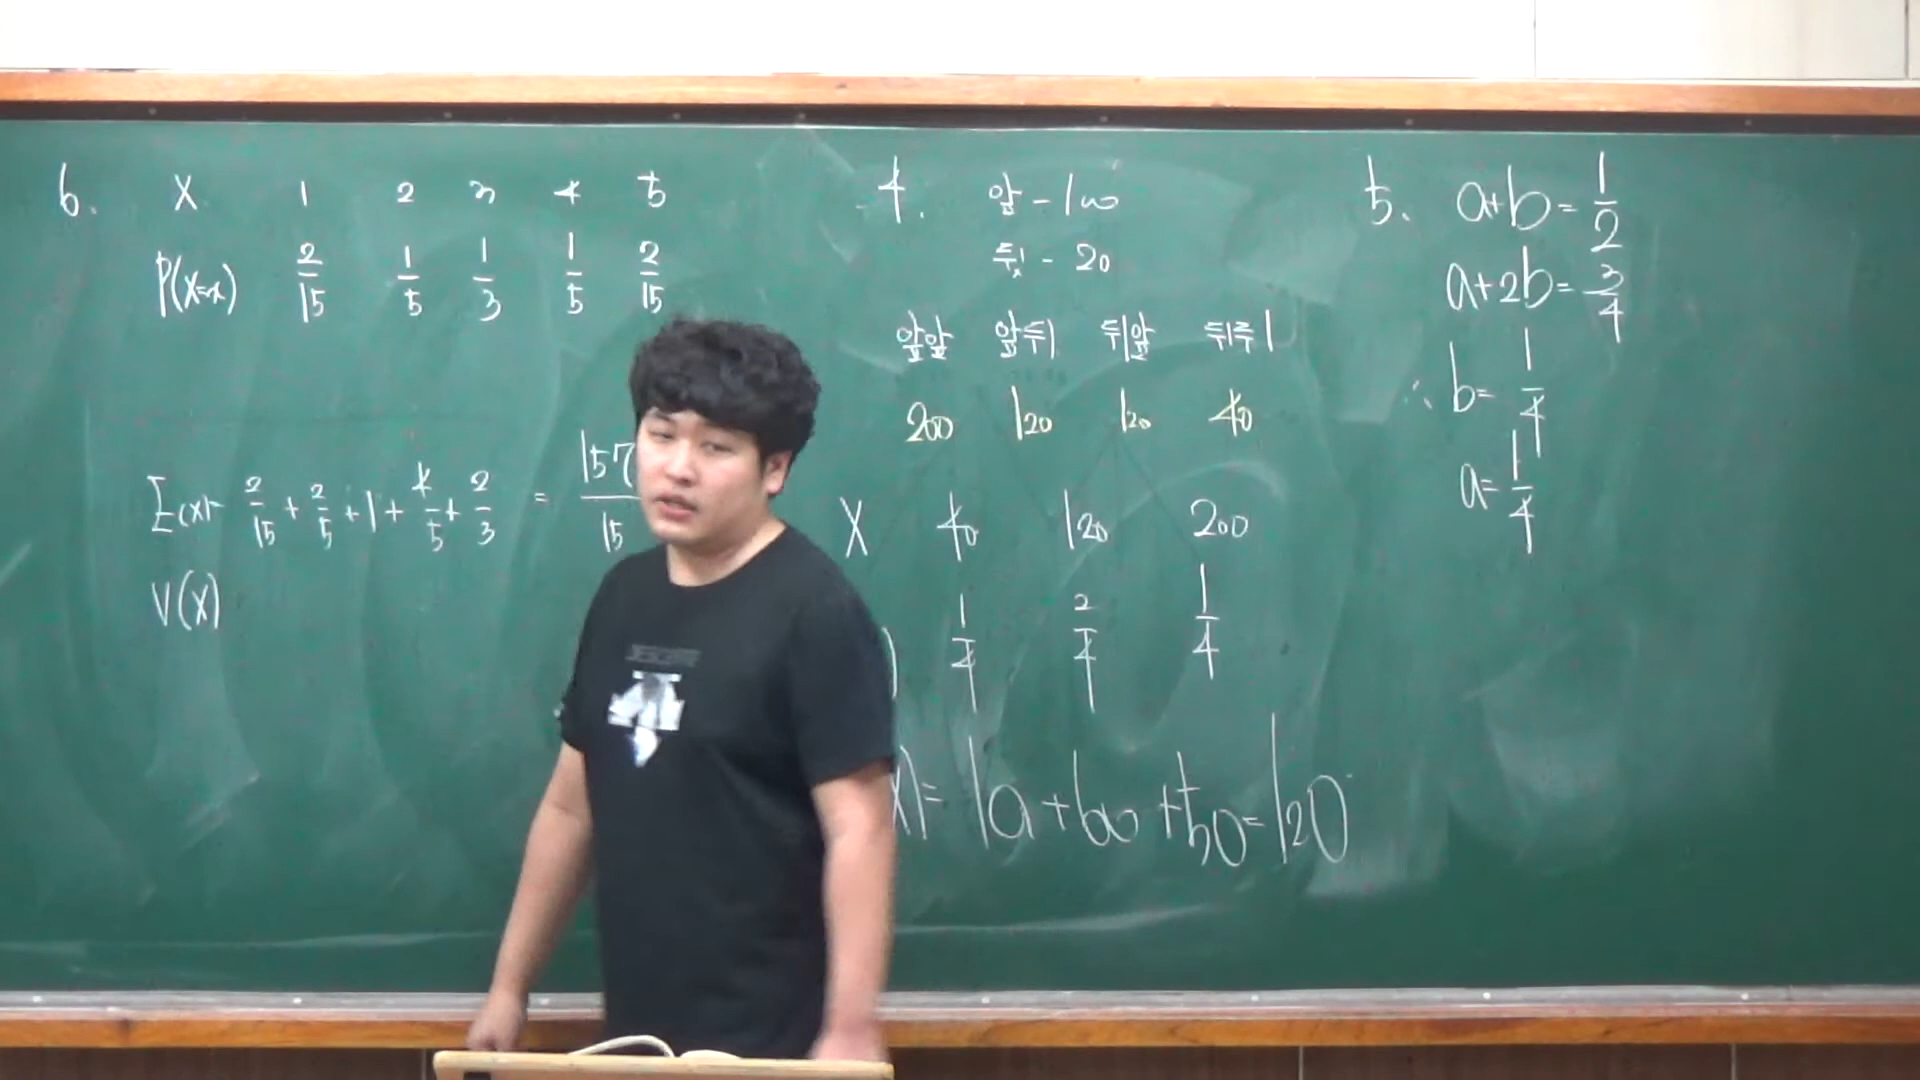 6. X 1 2 3 4 5
P(X=x) 2/15 1/5 1/3 1/5 2/15
E(X)= 2/15 + 2/5 + 1 + 4/5 + 2/3 =
15
V(X)
4. 앞 - 100
뒤 - 20
앞앞 앞뒤 뒤앞 뒤뒤
200 120 120 40
X 40 120 200
) 1/4 2/4 1/4
X)= 10 + 60 + 50 = 120
5. a+b = 1/2
a+2b = 3/4
∴ b = 1/4
a = 1/4
DESCENTE